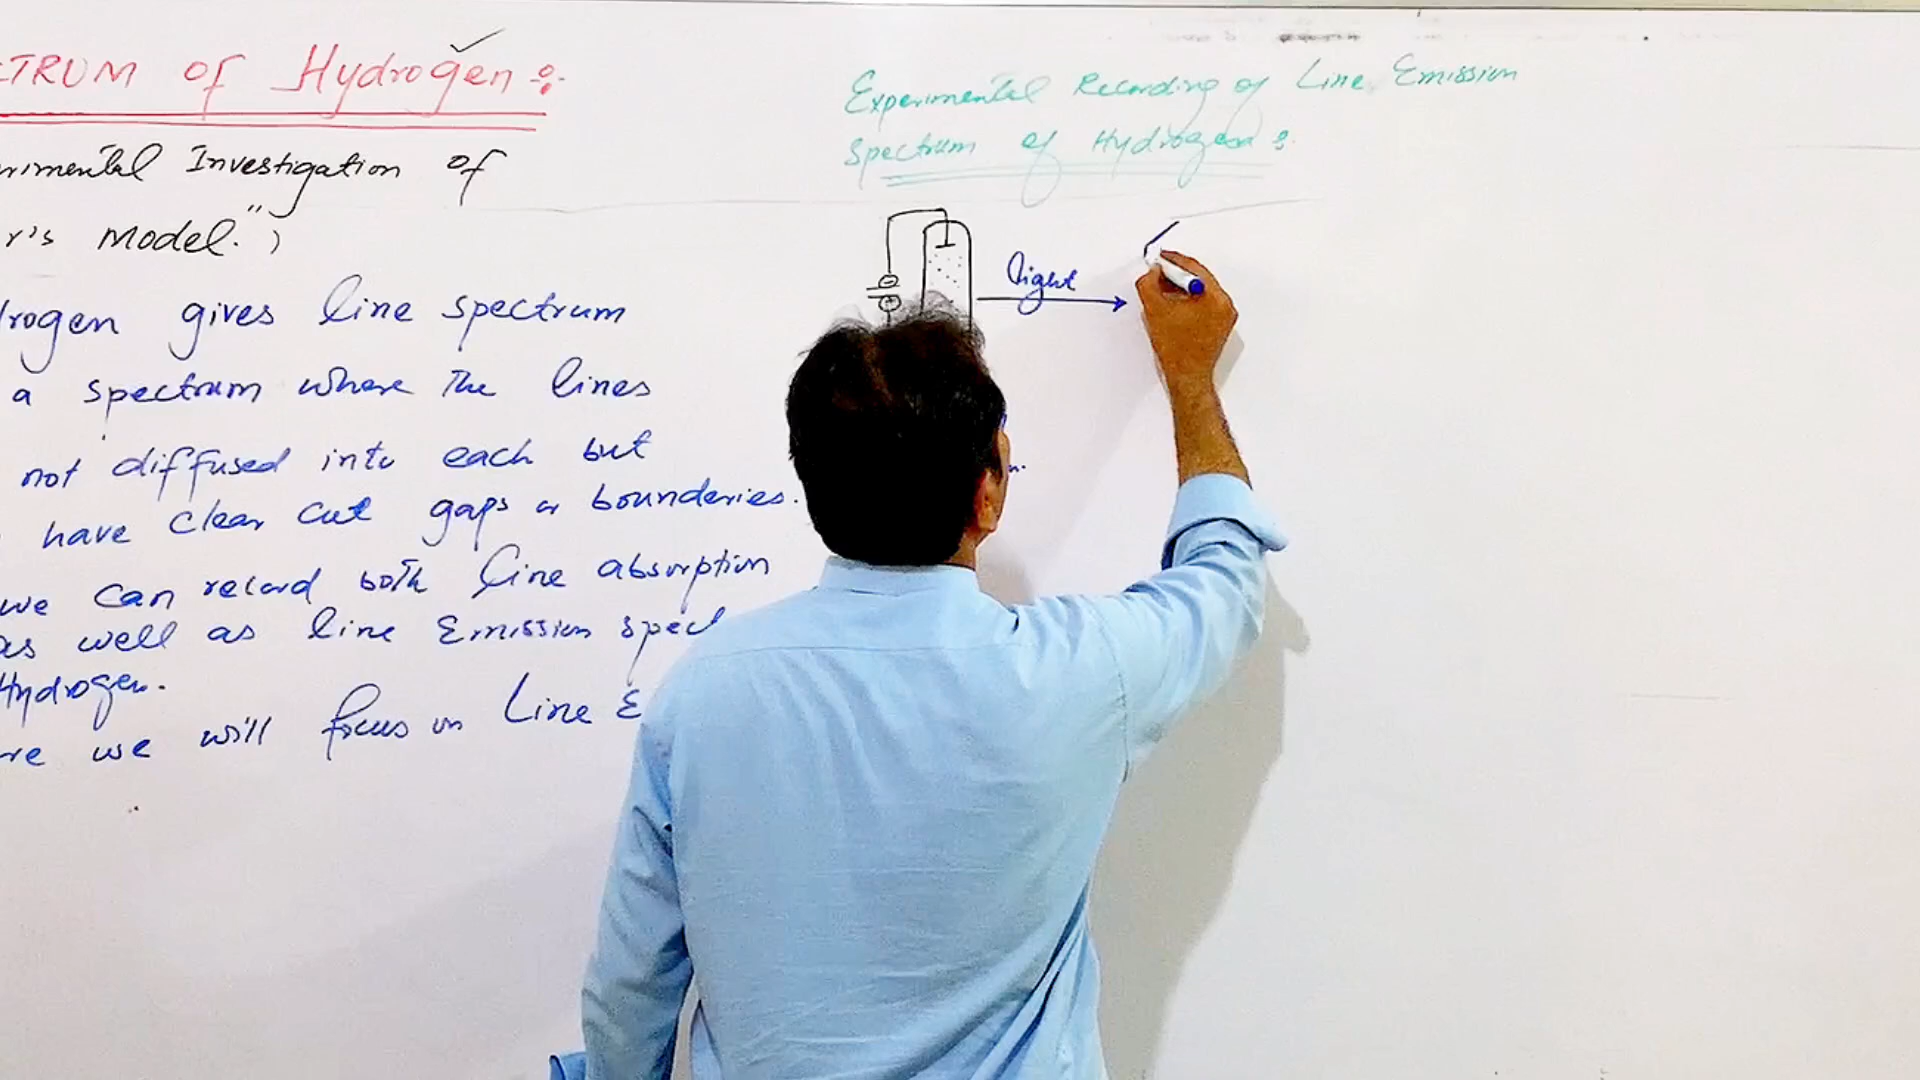 TRUM of Hydrogen :-
rimental Investigation of
r's model."
rogen gives line spectrum
a spectrum where the lines
not diffused into each but
have clear cut gaps or bounderies.
we can record both line absorption
as well as line Emission spect
Hydrogen.
re we will focus on Line E
Experimental Recording of Line Emission
Spectrum of Hydrogen :-
light
n.